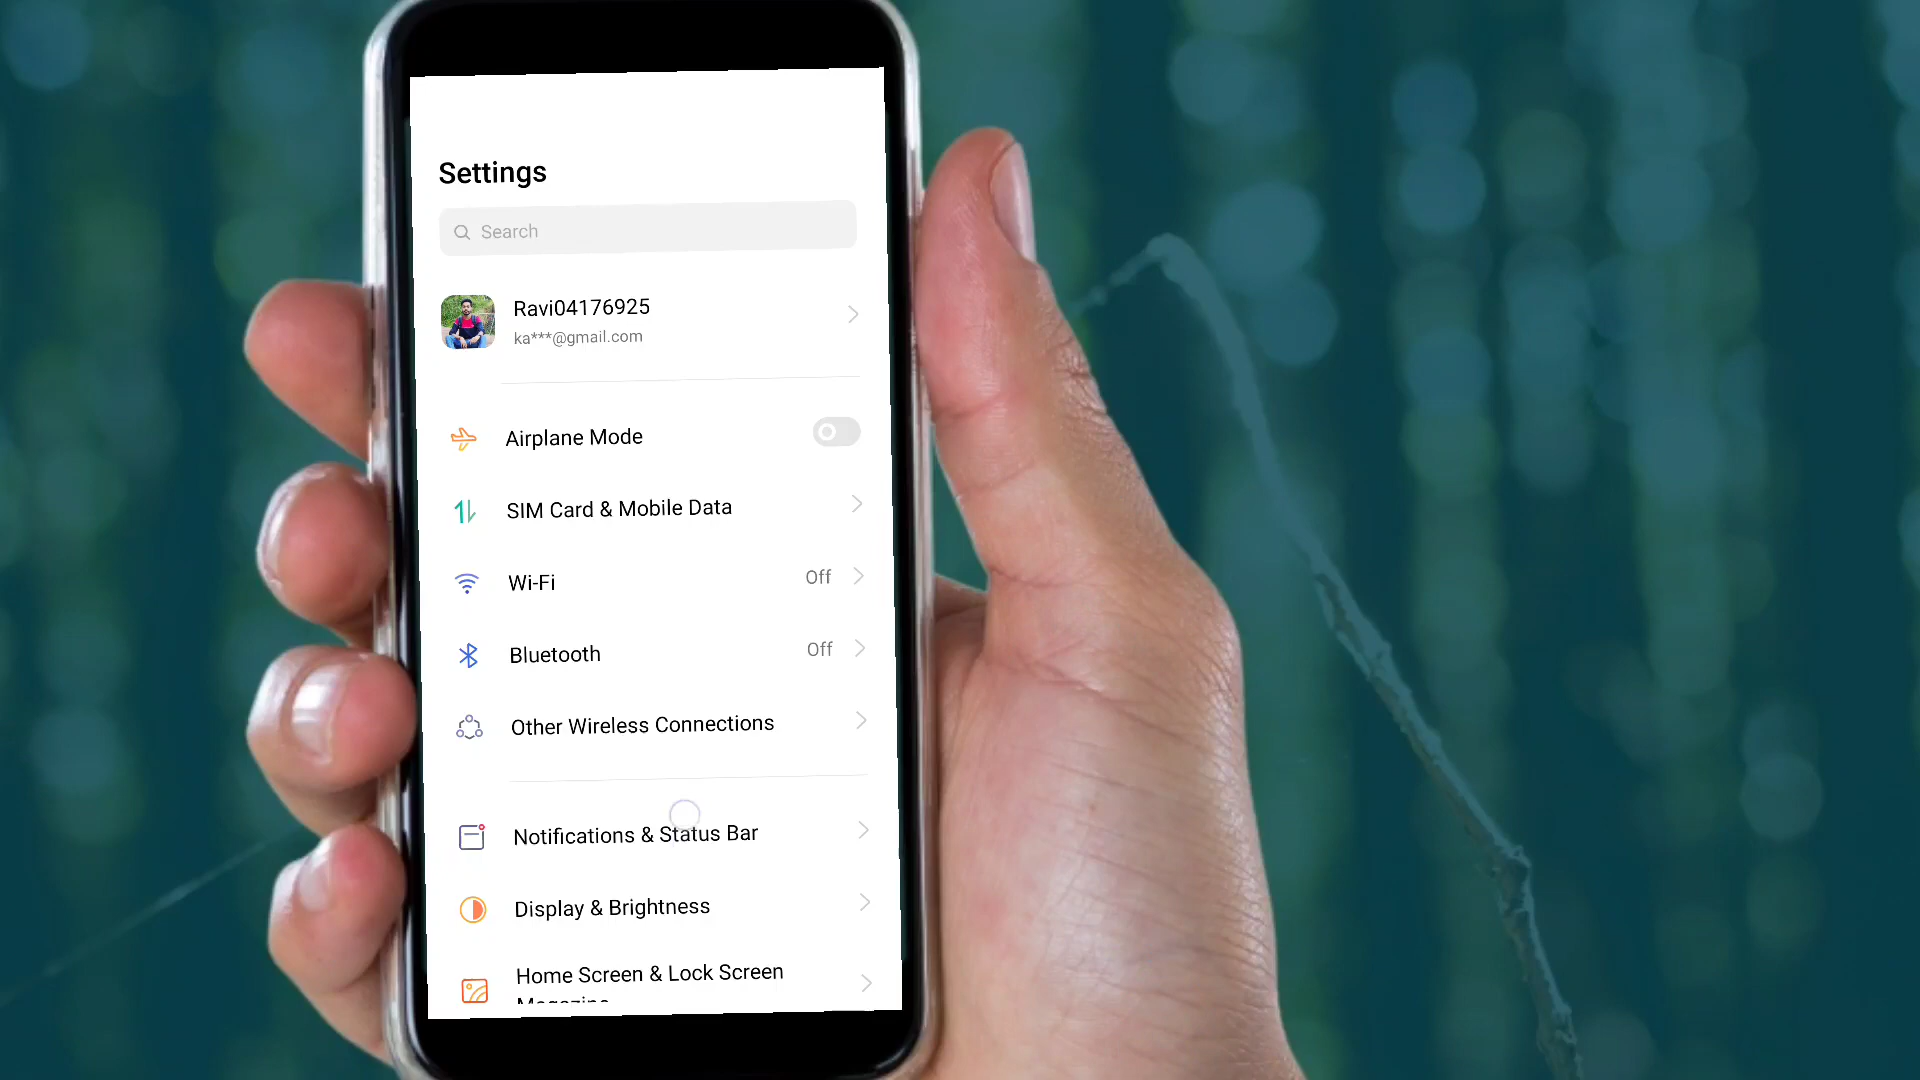 Settings
Search
Ravi04176925
ka***@gmail.com
Airplane Mode
SIM Card & Mobile Data
Wi-Fi Off
Bluetooth Off
Other Wireless Connections
Notifications & Status Bar
Display & Brightness
Home Screen & Lock Screen
Magazine